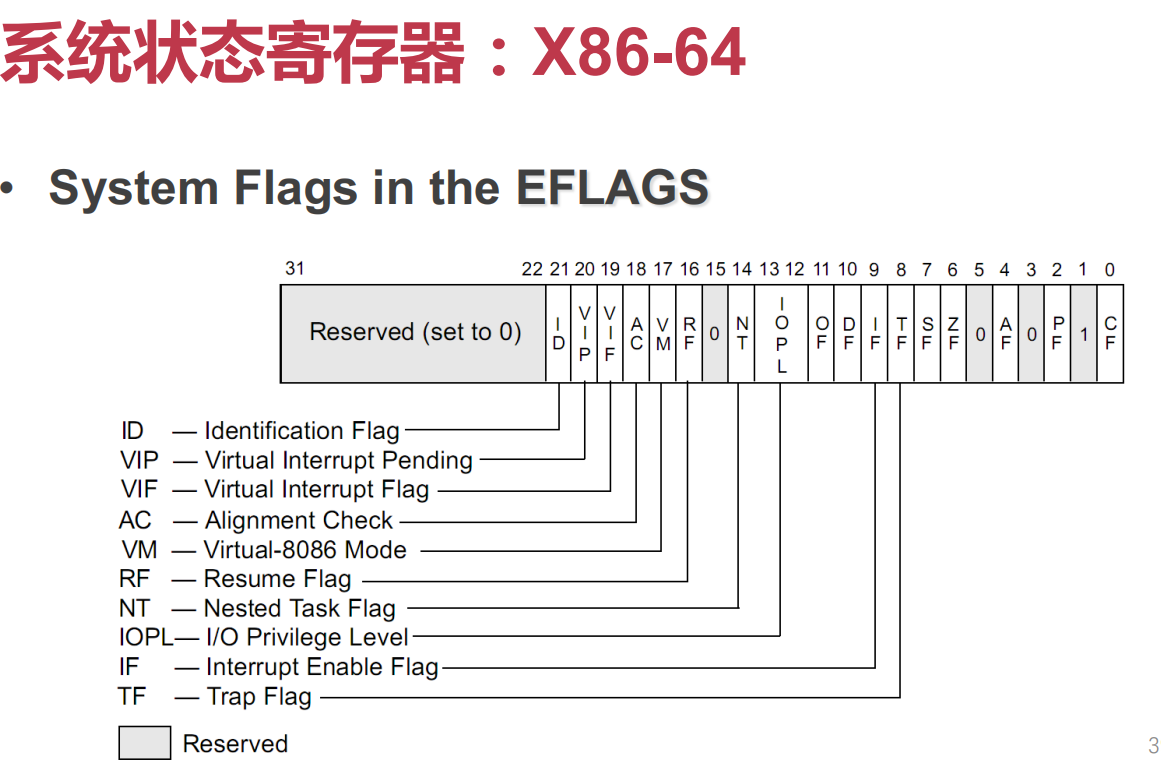 系统状态寄存器：X86-64
• System Flags in the EFLAGS
31 22 21 20 19 18 17 16 15 14 13 12 11 10 9 8 7 6 5 4 3 2 1 0
Reserved (set to 0) ID VIP VIF AC VM RF 0 NT IOPL OF DF IF TF SF ZF 0 AF 0 PF 1 CF
ID — Identification Flag
VIP — Virtual Interrupt Pending
VIF — Virtual Interrupt Flag
AC — Alignment Check
VM — Virtual-8086 Mode
RF — Resume Flag
NT — Nested Task Flag
IOPL— I/O Privilege Level
IF — Interrupt Enable Flag
TF — Trap Flag
Reserved
3